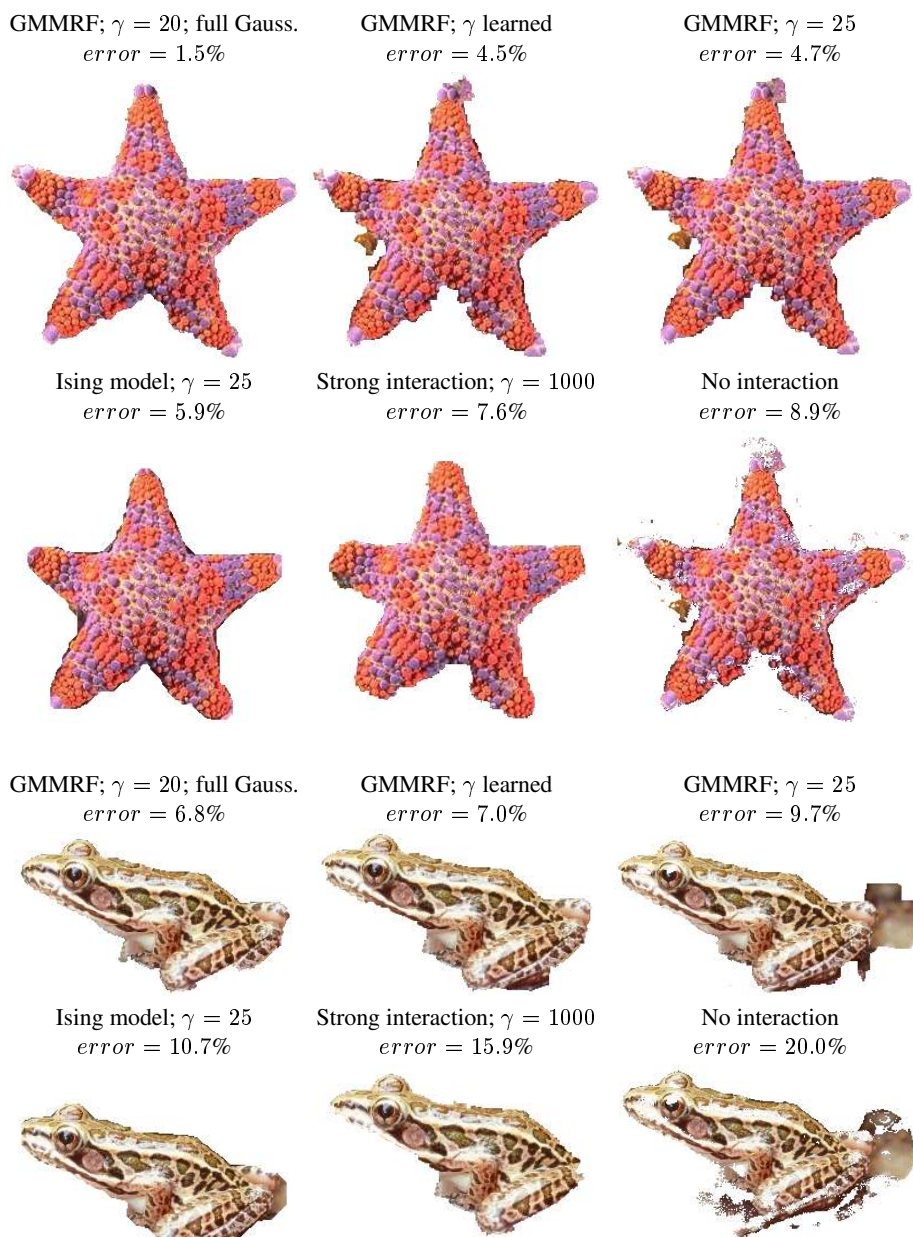 GMMRF; γ = 20; full Gauss.
error = 1.5%
GMMRF; γ learned
error = 4.5%
GMMRF; γ = 25
error = 4.7%
Ising model; γ = 25
error = 5.9%
Strong interaction; γ = 1000
error = 7.6%
No interaction
error = 8.9%
GMMRF; γ = 20; full Gauss.
error = 6.8%
GMMRF; γ learned
error = 7.0%
GMMRF; γ = 25
error = 9.7%
Ising model; γ = 25
error = 10.7%
Strong interaction; γ = 1000
error = 15.9%
No interaction
error = 20.0%